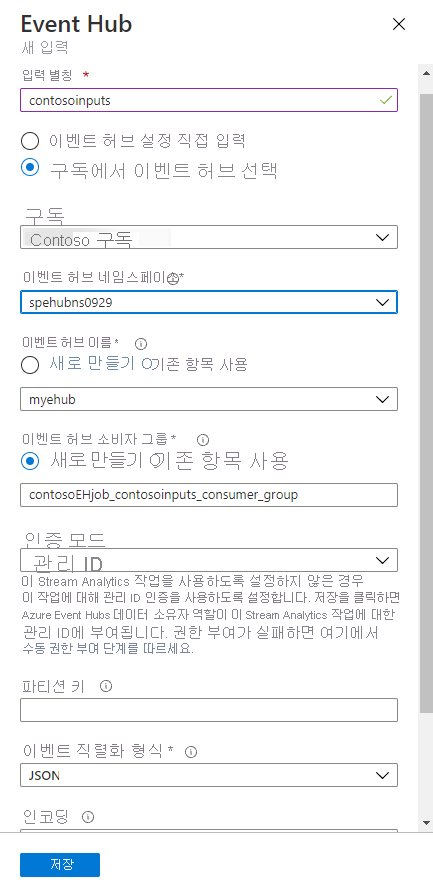 Event Hub
새 입력
입력 별칭 *
contosoinputs
이벤트 허브 설정 직접 입력
구독에서 이벤트 허브 선택
구독
Contoso 구독
이벤트 허브 네임스페이스*
spehubns0929
이벤트 허브 이름 *
새로 만들기 O기존 항목 사용
myehub
이벤트 허브 소비자 그룹 *
새로 만들기 O기존 항목 사용
contosoEHjob_contosoinputs_consumer_group
인증 모드
관리 ID
이 Stream Analytics 작업을 사용하도록 설정하지 않은 경우
이 작업에 대해 관리 ID 인증을 사용하도록 설정합니다. 저장을 클릭하면
Azure Event Hubs 데이터 소유자 역할이 이 Stream Analytics 작업에 대한
관리 ID에 부여됩니다. 권한 부여가 실패하면 여기에서
수동 권한 부여 단계를 따르세요.
파티션 키
이벤트 직렬화 형식 *
JSON
인코딩
저장